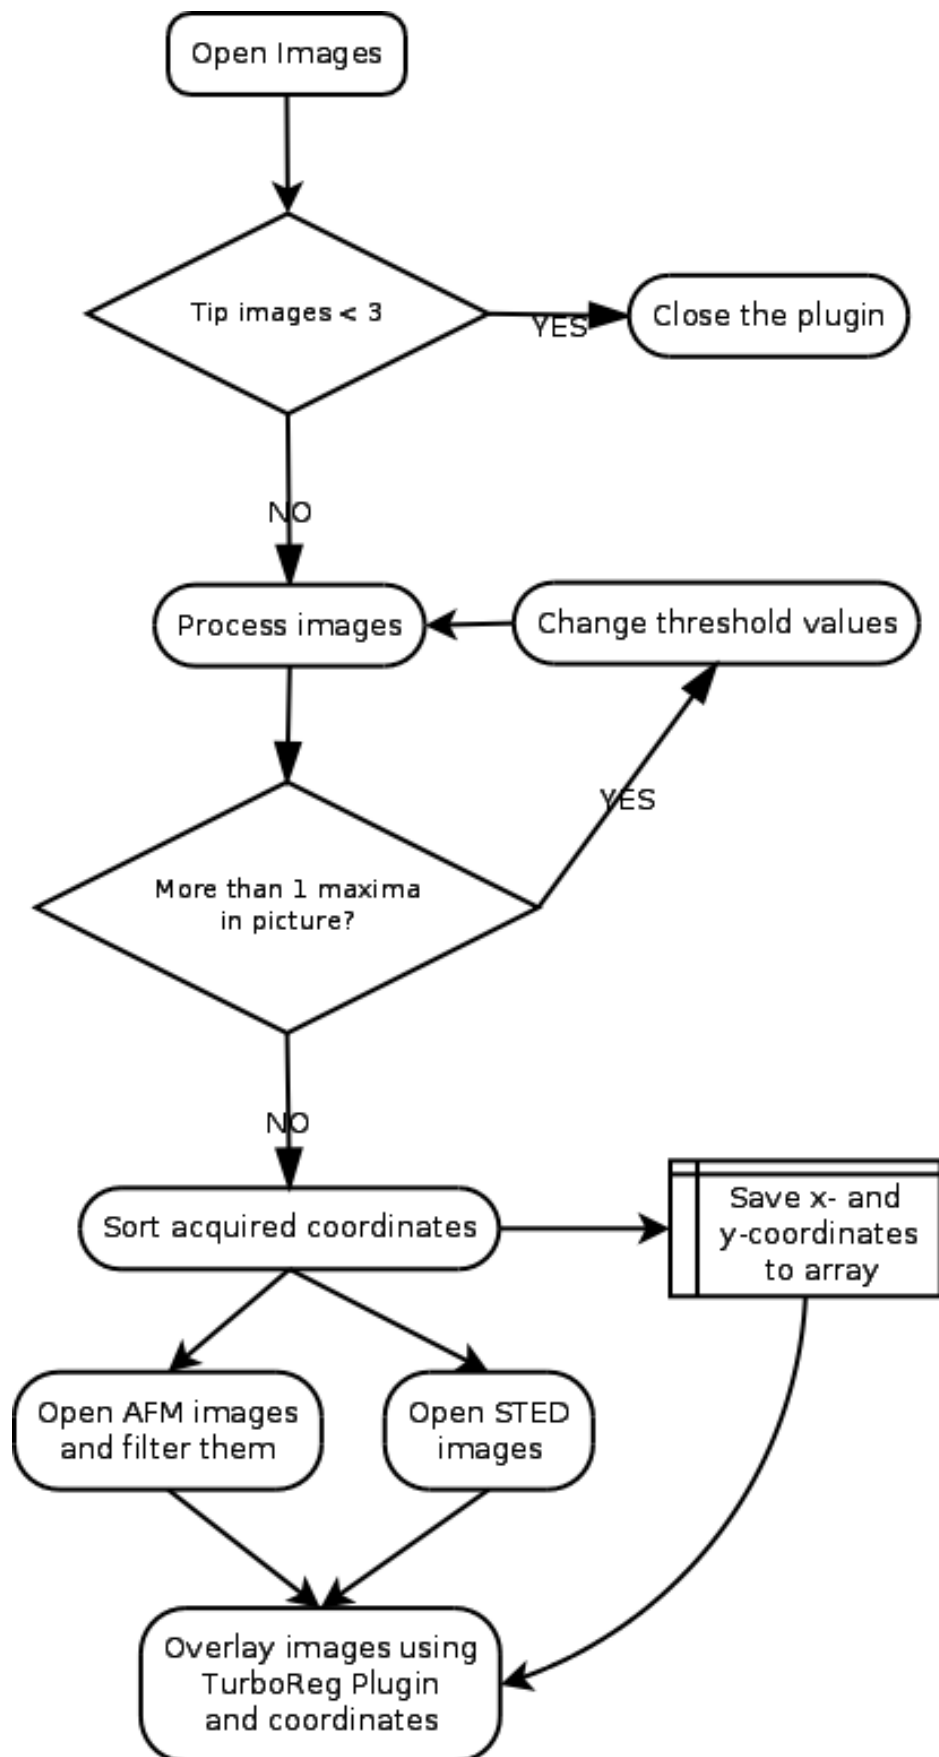 Open Images
Tip images < 3
YES
Close the plugin
NO
Process images
Change threshold values
YES
More than 1 maxima
in picture?
NO
Sort acquired coordinates
Save x- and
y-coordinates
to array
Open AFM images
and filter them
Open STED
images
Overlay images using
TurboReg Plugin
and coordinates